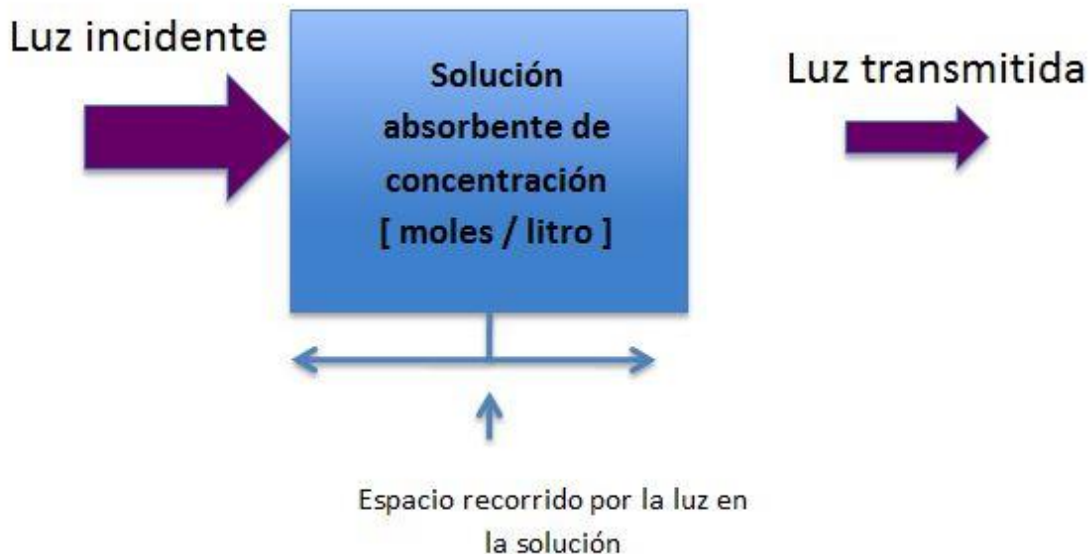 Luz incidente
Solución
absorbente de
concentración
[ moles / litro ]
Luz transmitida
Espacio recorrido por la luz en
la solución